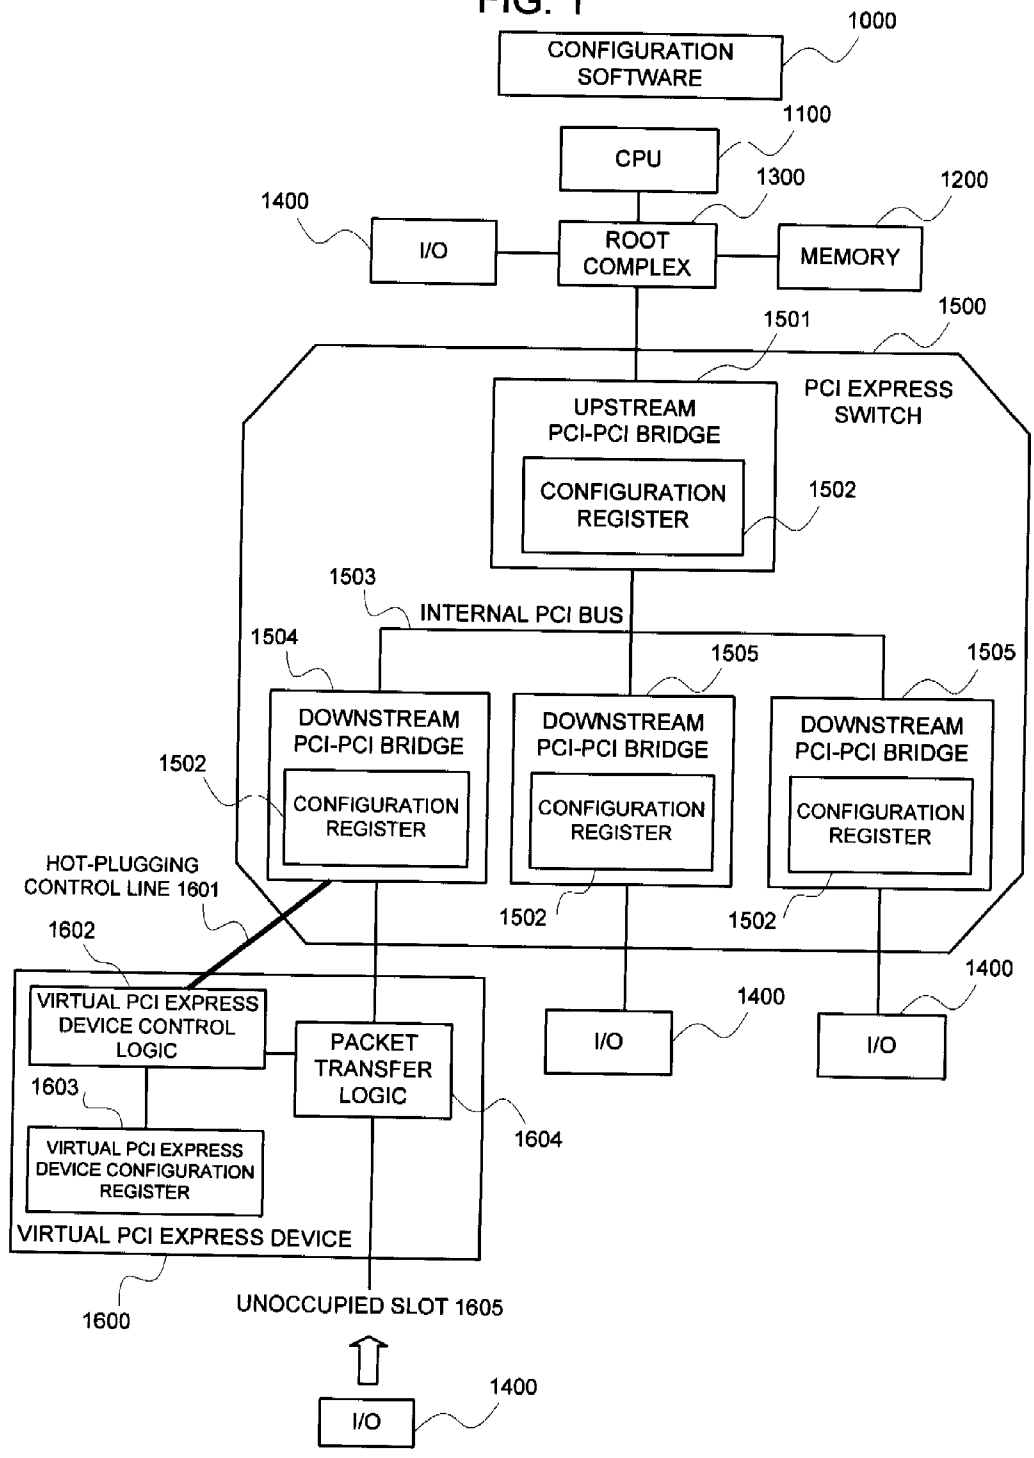 FIG. 1
1000
CONFIGURATION
SOFTWARE
1100
CPU
1300
1200
1400
I/O
ROOT
COMPLEX
MEMORY
1501
1500
PCI EXPRESS
SWITCH
UPSTREAM
PCI-PCI BRIDGE
CONFIGURATION
REGISTER
1502
1503
INTERNAL PCI BUS
1504
1505
1505
DOWNSTREAM
PCI-PCI BRIDGE
DOWNSTREAM
PCI-PCI BRIDGE
DOWNSTREAM
PCI-PCI BRIDGE
1502
CONFIGURATION
REGISTER
CONFIGURATION
REGISTER
CONFIGURATION
REGISTER
HOT-PLUGGING
CONTROL LINE 1601
1502
1502
1602
1604
VIRTUAL PCI EXPRESS
DEVICE CONTROL
LOGIC
PACKET
TRANSFER
LOGIC
1400
I/O
1400
I/O
1603
VIRTUAL PCI EXPRESS
DEVICE CONFIGURATION
REGISTER
VIRTUAL PCI EXPRESS DEVICE
1600
UNOCCUPIED SLOT 1605
1400
I/O